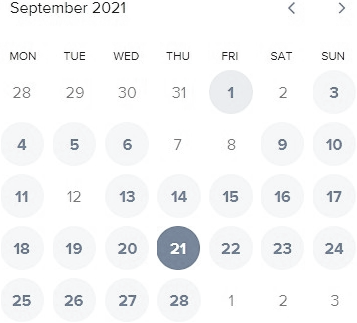 September 2021
MON TUE WED THU FRI SAT SUN
28 29 30 31 1 2 3
4 5 6 7 8 9 10
11 12 13 14 15 16 17
18 19 20 21 22 23 24
25 26 27 28 1 2 3